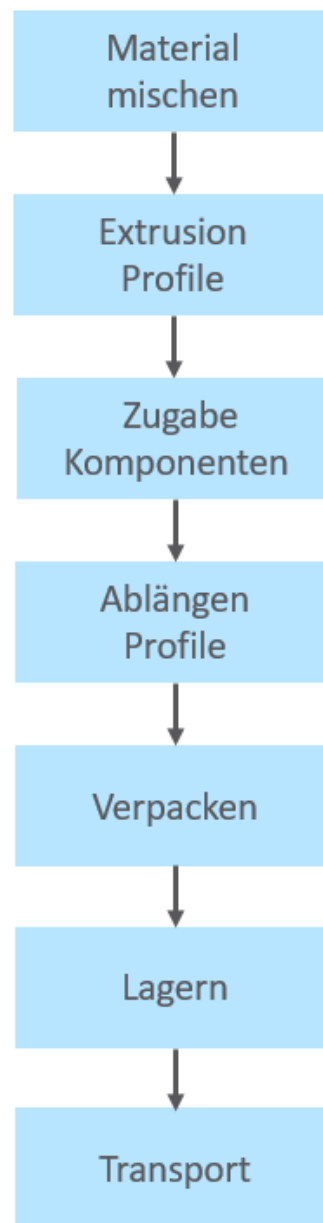 Material
mischen
Extrusion
Profile
Zugabe
Komponenten
Ablängen
Profile
Verpacken
Lagern
Transport